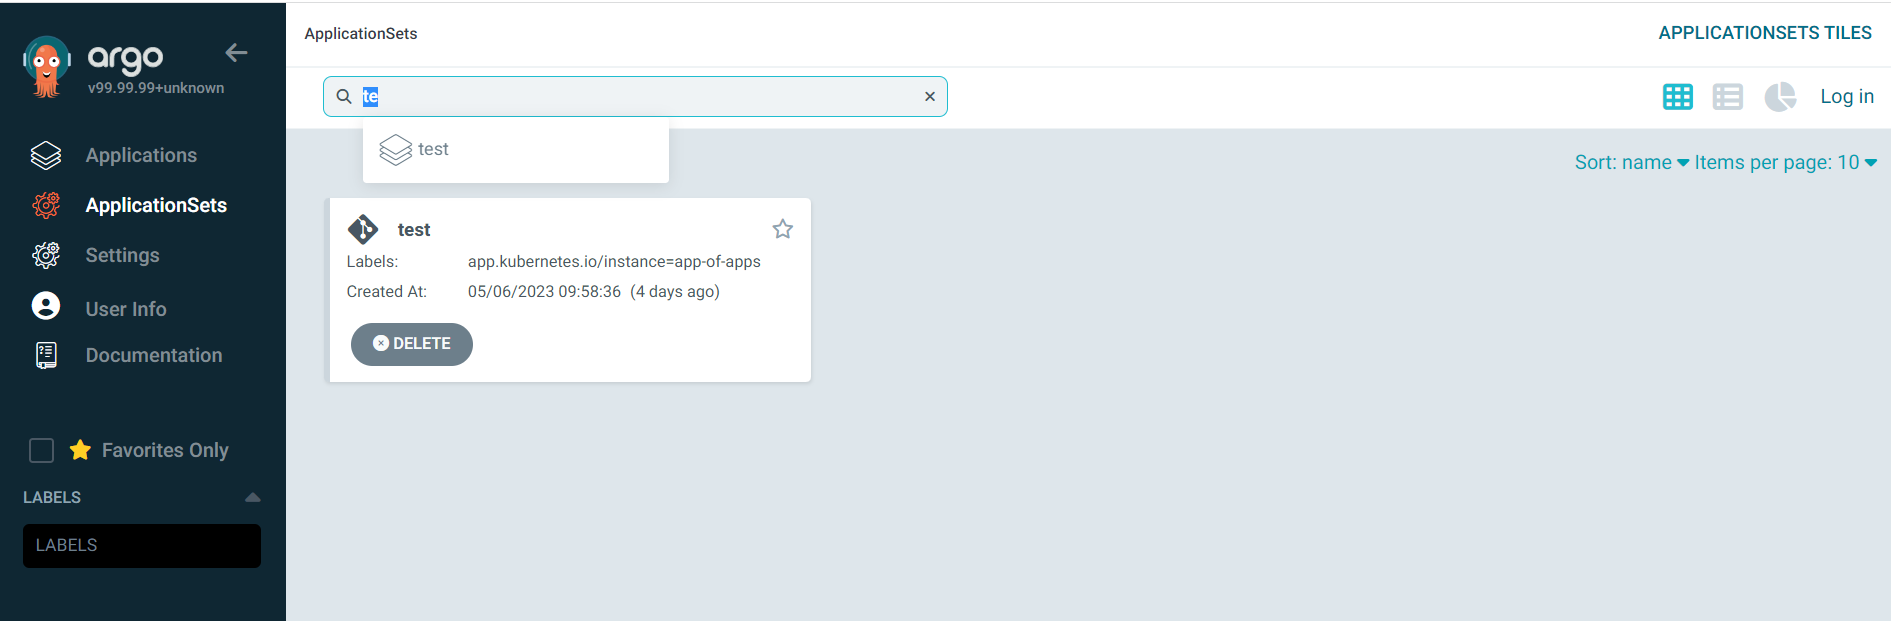 argo
v99.99.99+unknown
Applications
ApplicationSets
Settings
User Info
Documentation
Favorites Only
LABELS
LABELS
ApplicationSets
APPLICATIONSETS TILES
te
Log in
test
Sort: name Items per page: 10
test
Labels: app.kubernetes.io/instance=app-of-apps
Created At: 05/06/2023 09:58:36 (4 days ago)
DELETE